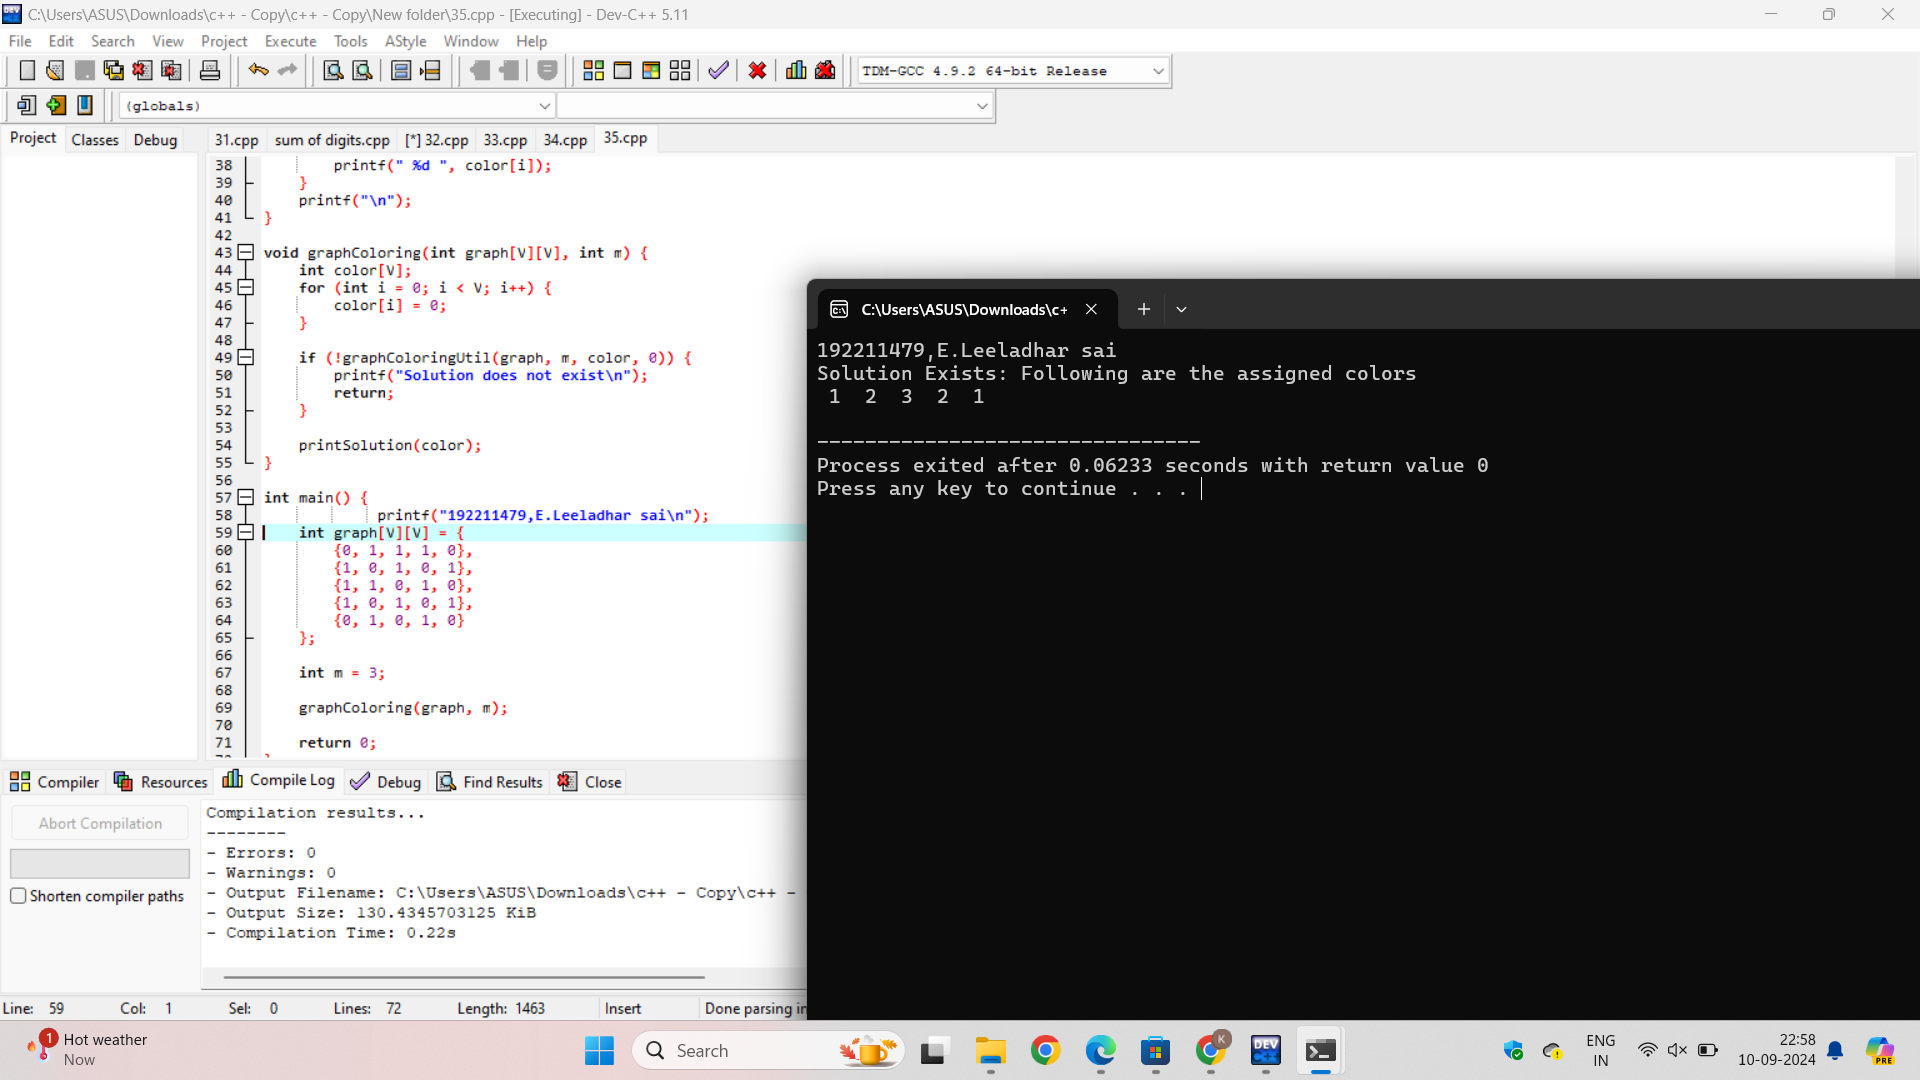 C:\Users\ASUS\Downloads\c++ - Copy\c++ - Copy\New folder\35.cpp - [Executing] - Dev-C++ 5.11
File Edit Search View Project Execute Tools AStyle Window Help
TDM-GCC 4.9.2 64-bit Release
(globals)
Project Classes Debug
31.cpp sum of digits.cpp [*] 32.cpp 33.cpp 34.cpp 35.cpp
38 printf(" %d ", color[i]);
39 }
40 printf("\n");
41 }
42
43 void graphColoring(int graph[V][V], int m) {
44 int color[V];
45 for (int i = 0; i < V; i++) {
46 color[i] = 0;
47 }
48
49 if (!graphColoringUtil(graph, m, color, 0)) {
50 printf("Solution does not exist\n");
51 return;
52 }
53
54 printSolution(color);
55 }
56
57 int main() {
58 printf("192211479,E.Leeladhar sai\n");
59 int graph[V][V] = {
60 {0, 1, 1, 1, 0},
61 {1, 0, 1, 0, 1},
62 {1, 1, 0, 1, 0},
63 {1, 0, 1, 0, 1},
64 {0, 1, 0, 1, 0}
65 };
66
67 int m = 3;
68
69 graphColoring(graph, m);
70
71 return 0;
C:\Users\ASUS\Downloads\c+
192211479,E.Leeladhar sai
Solution Exists: Following are the assigned colors
1 2 3 2 1
--------------------------------
Process exited after 0.06233 seconds with return value 0
Press any key to continue . . .
Compiler Resources Compile Log Debug Find Results Close
Abort Compilation
Shorten compiler paths
Compilation results...
--------
- Errors: 0
- Warnings: 0
- Output Filename: C:\Users\ASUS\Downloads\c++ - Copy\c++ -
- Output Size: 130.4345703125 KiB
- Compilation Time: 0.22s
Line: 59 Col: 1 Sel: 0 Lines: 72 Length: 1463 Insert Done parsing in
1
Hot weather
Now
Search
K
DEV
C++
ENG
IN
22:58
10-09-2024
PRE